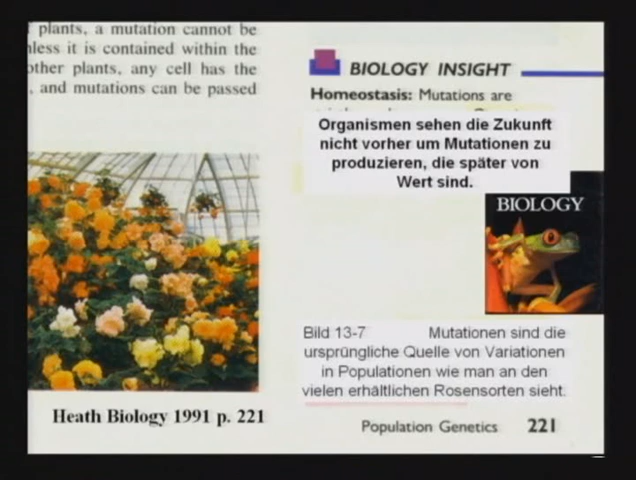 plants, a mutation cannot be
it is contained within the
other plants, any cell has the
, and mutations can be passed
BIOLOGY INSIGHT
Homeostasis: Mutations are
Organismen sehen die Zukunft
nicht vorher um Mutationen zu
produzieren, die später von
Wert sind.
BIOLOGY
Bild 13-7 Mutationen sind die
ursprüngliche Quelle von Variationen
in Populationen wie man an den
vielen erhältlichen Rosensorten sieht.
Heath Biology 1991 p. 221
Population Genetics 221